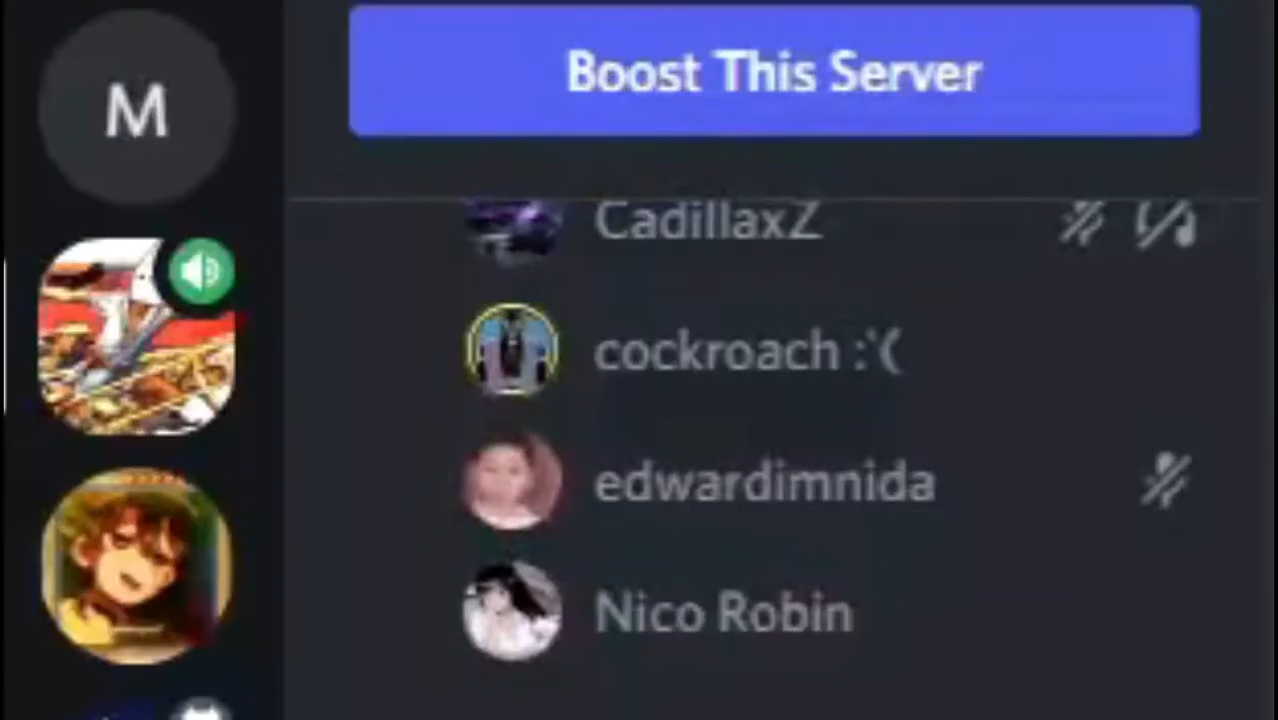 Boost This Server
M
CadillaxZ
cockroach :'(
edwardimnida
Nico Robin